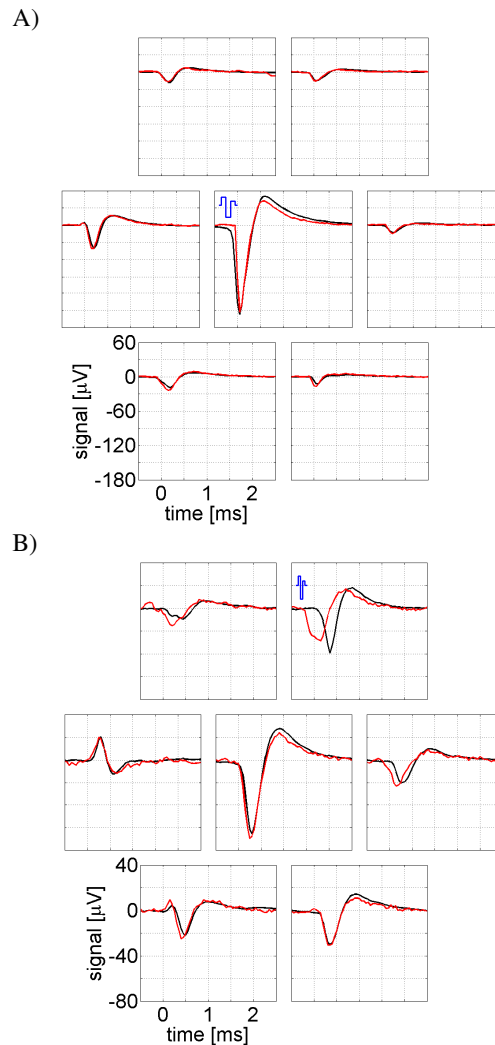 A)
60
0
-60
-120
-180
signal [μV]
0 1 2
time [ms]
B)
40
0
-40
-80
signal [μV]
0 1 2
time [ms]